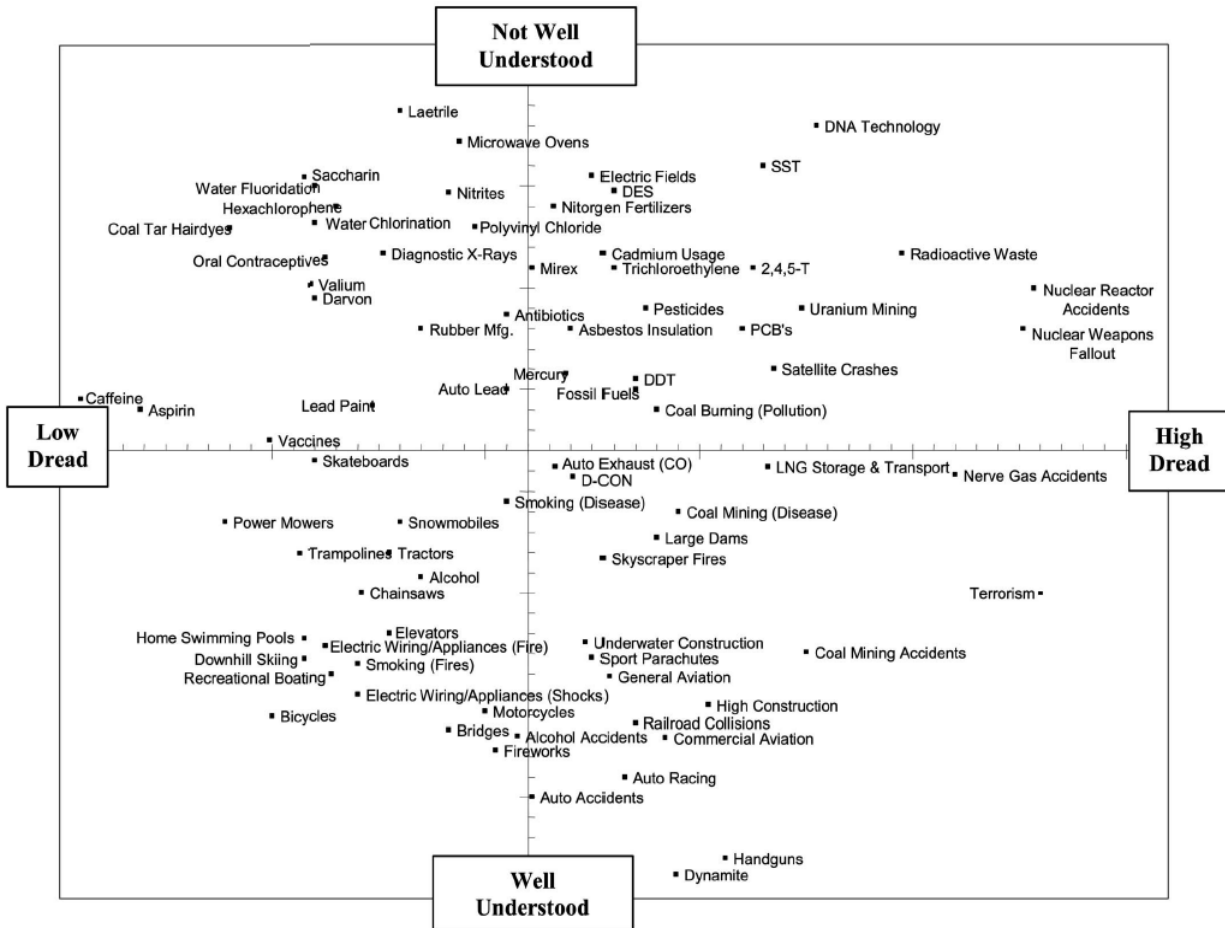 Not Well
Understood
Laetrile
DNA Technology
Microwave Ovens
SST
Saccharin
Electric Fields
Water Fluoridation
Nitrites
DES
Hexachlorophene
Nitorgen Fertilizers
Coal Tar Hairdyes
Water Chlorination
Polyvinyl Chloride
Oral Contraceptives
Diagnostic X-Rays
Cadmium Usage
Radioactive Waste
Mirex
Trichloroethylene
2,4,5-T
Valium
Darvon
Nuclear Reactor
Accidents
Antibiotics
Pesticides
Uranium Mining
Rubber Mfg.
Asbestos Insulation
PCB's
Nuclear Weapons
Fallout
Mercury
DDT
Satellite Crashes
Auto Lead
Fossil Fuels
Caffeine
Aspirin
Lead Paint
Coal Burning (Pollution)
Low
Dread
High
Dread
Vaccines
Skateboards
Auto Exhaust (CO)
LNG Storage & Transport
Nerve Gas Accidents
D-CON
Smoking (Disease)
Coal Mining (Disease)
Power Mowers
Snowmobiles
Large Dams
Trampolines
Tractors
Skyscraper Fires
Alcohol
Chainsaws
Terrorism
Home Swimming Pools
Elevators
Underwater Construction
Electric Wiring/Appliances (Fire)
Coal Mining Accidents
Downhill Skiing
Smoking (Fires)
Sport Parachutes
Recreational Boating
General Aviation
Electric Wiring/Appliances (Shocks)
High Construction
Bicycles
Motorcycles
Railroad Collisions
Bridges
Alcohol Accidents
Commercial Aviation
Fireworks
Auto Racing
Auto Accidents
Handguns
Dynamite
Well
Understood